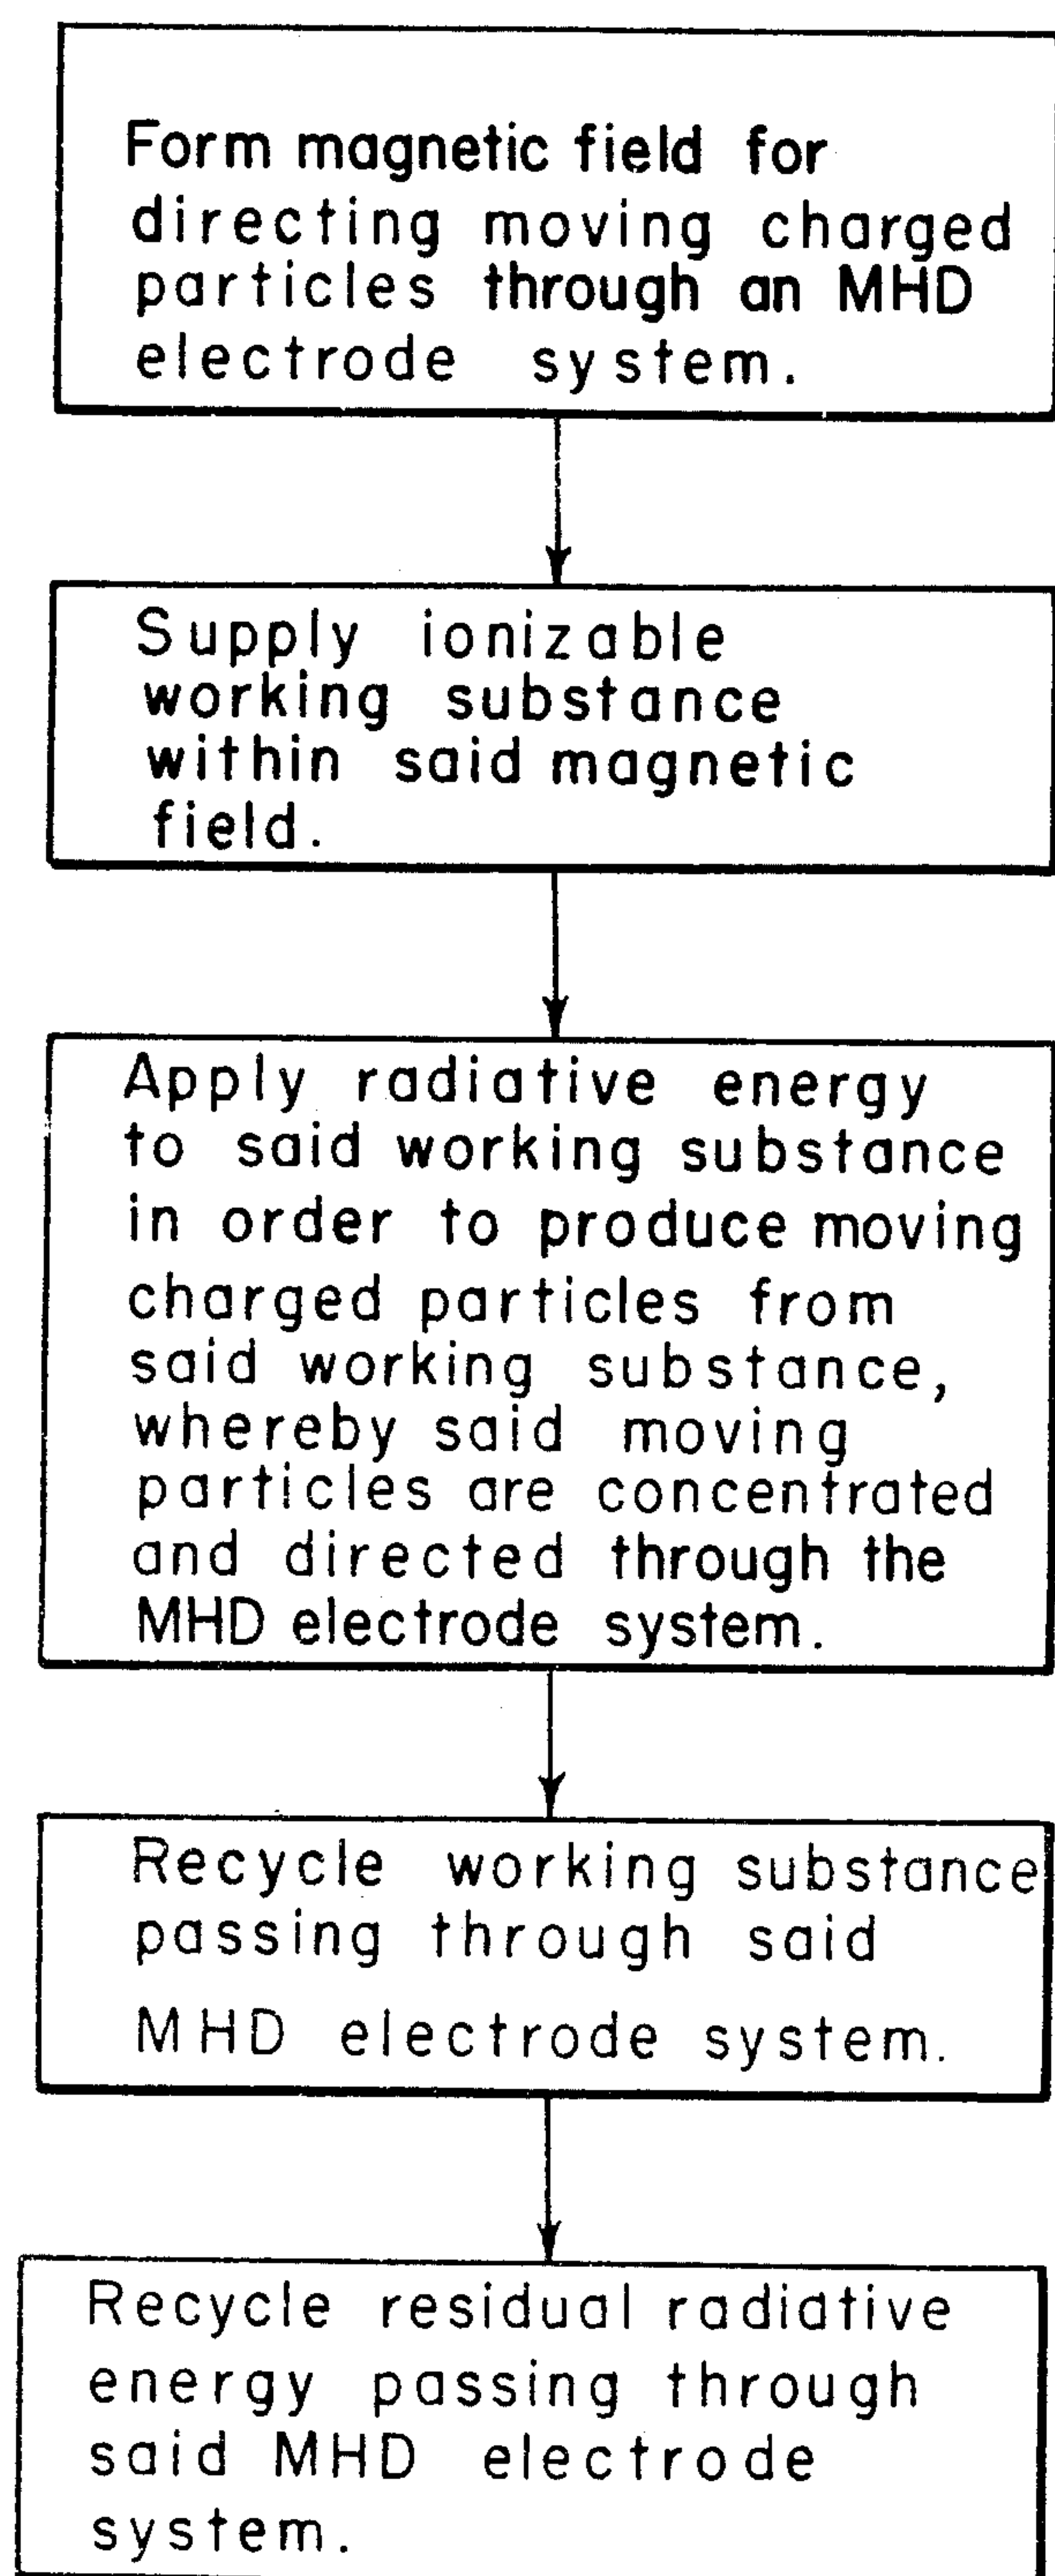 Form magnetic field for
directing moving charged
particles through an MHD
electrode system.
Supply ionizable
working substance
within said magnetic
field.
Apply radiative energy
to said working substance
in order to produce moving
charged particles from
said working substance,
whereby said moving
particles are concentrated
and directed through the
MHD electrode system.
Recycle working substance
passing through said
MHD electrode system.
Recycle residual radiative
energy passing through
said MHD electrode
system.